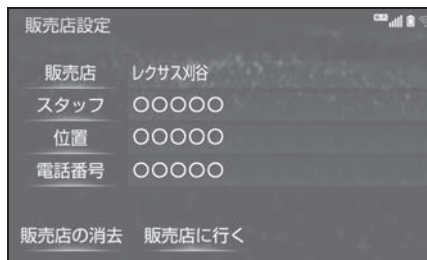 販売店設定
販売店 レクサス刈谷
スタッフ ○○○○○
位置 ○○○○○
電話番号 ○○○○○
販売店の消去 販売店に行く